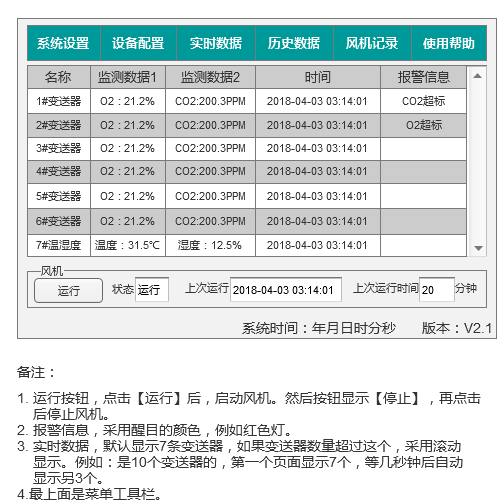 系统设置 设备配置 实时数据 历史数据 风机记录 使用帮助
名称 监测数据1 监测数据2 时间 报警信息
1#变送器 O2：21.2% CO2:200.3PPM 2018-04-03 03:14:01 CO2超标
2#变送器 O2：21.2% CO2:200.3PPM 2018-04-03 03:14:01 O2超标
3#变送器 O2：21.2% CO2:200.3PPM 2018-04-03 03:14:01
4#变送器 O2：21.2% CO2:200.3PPM 2018-04-03 03:14:01
5#变送器 O2：21.2% CO2:200.3PPM 2018-04-03 03:14:01
6#变送器 O2：21.2% CO2:200.3PPM 2018-04-03 03:14:01
7#温湿度 温度：31.5℃ 湿度：12.5% 2018-04-03 03:14:01
风机
运行 状态 运行 上次运行 2018-04-03 03:14:01 上次运行时间 20 分钟
系统时间：年月日时分秒 版本：V2.1
备注：
1. 运行按钮，点击【运行】后，启动风机。然后按钮显示【停止】，再点击
后停止风机。
2. 报警信息，采用醒目的颜色，例如红色灯。
3. 实时数据，默认显示7条变送器，如果变送器数量超过这个，采用滚动
显示。例如：是10个变送器的，第一个页面显示7个，等几秒钟后自动
显示另3个。
4.最上面是菜单工具栏。